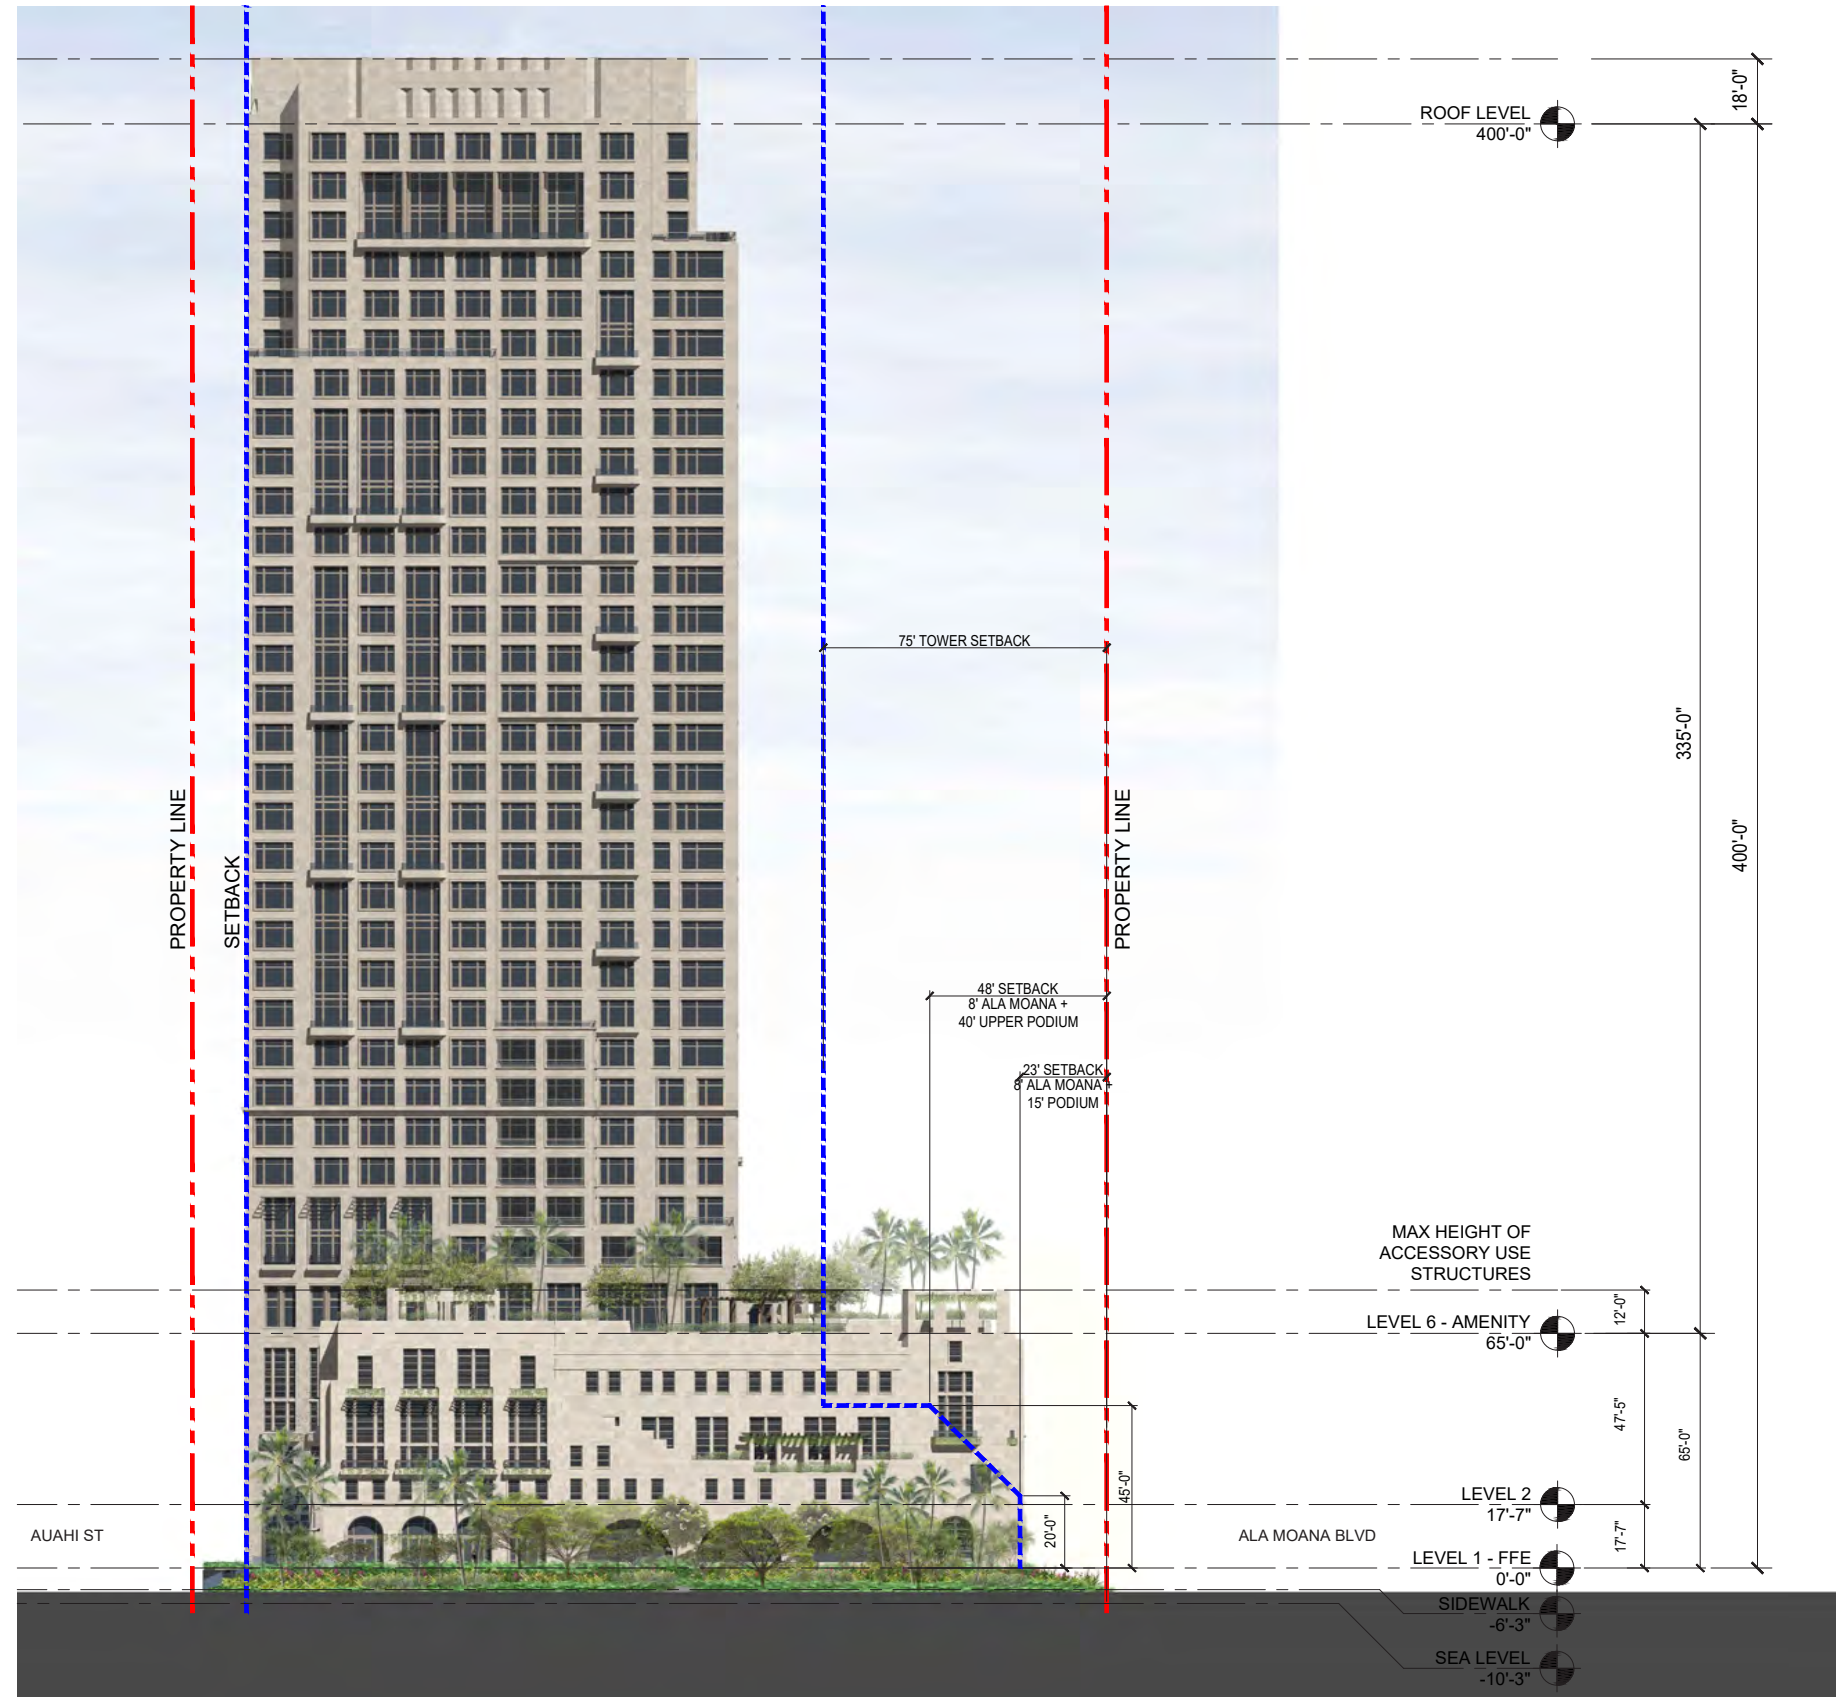 18'-0"
ROOF LEVEL
400'-0"
75' TOWER SETBACK
335'-0"
400'-0"
PROPERTY LINE
SETBACK
PROPERTY LINE
48' SETBACK
8' ALA MOANA +
40' UPPER PODIUM
23' SETBACK
8' ALA MOANA +
15' PODIUM
MAX HEIGHT OF
ACCESSORY USE
STRUCTURES
12'-0"
LEVEL 6 - AMENITY
65'-0"
47'-5"
65'-0"
45'-0"
LEVEL 2
17'-7"
20'-0"
17'-7"
AUAHI ST
ALA MOANA BLVD
LEVEL 1 - FFE
0'-0"
SIDEWALK
-6'-3"
SEA LEVEL
-10'-3"